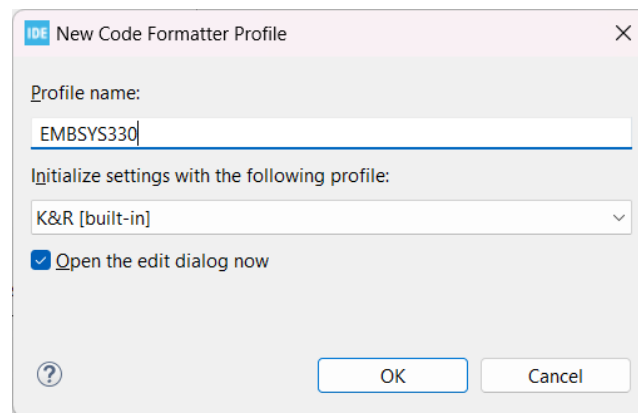 IDE New Code Formatter Profile
Profile name:
EMBSYS330
Initialize settings with the following profile:
K&R [built-in]
Open the edit dialog now
?
OK Cancel